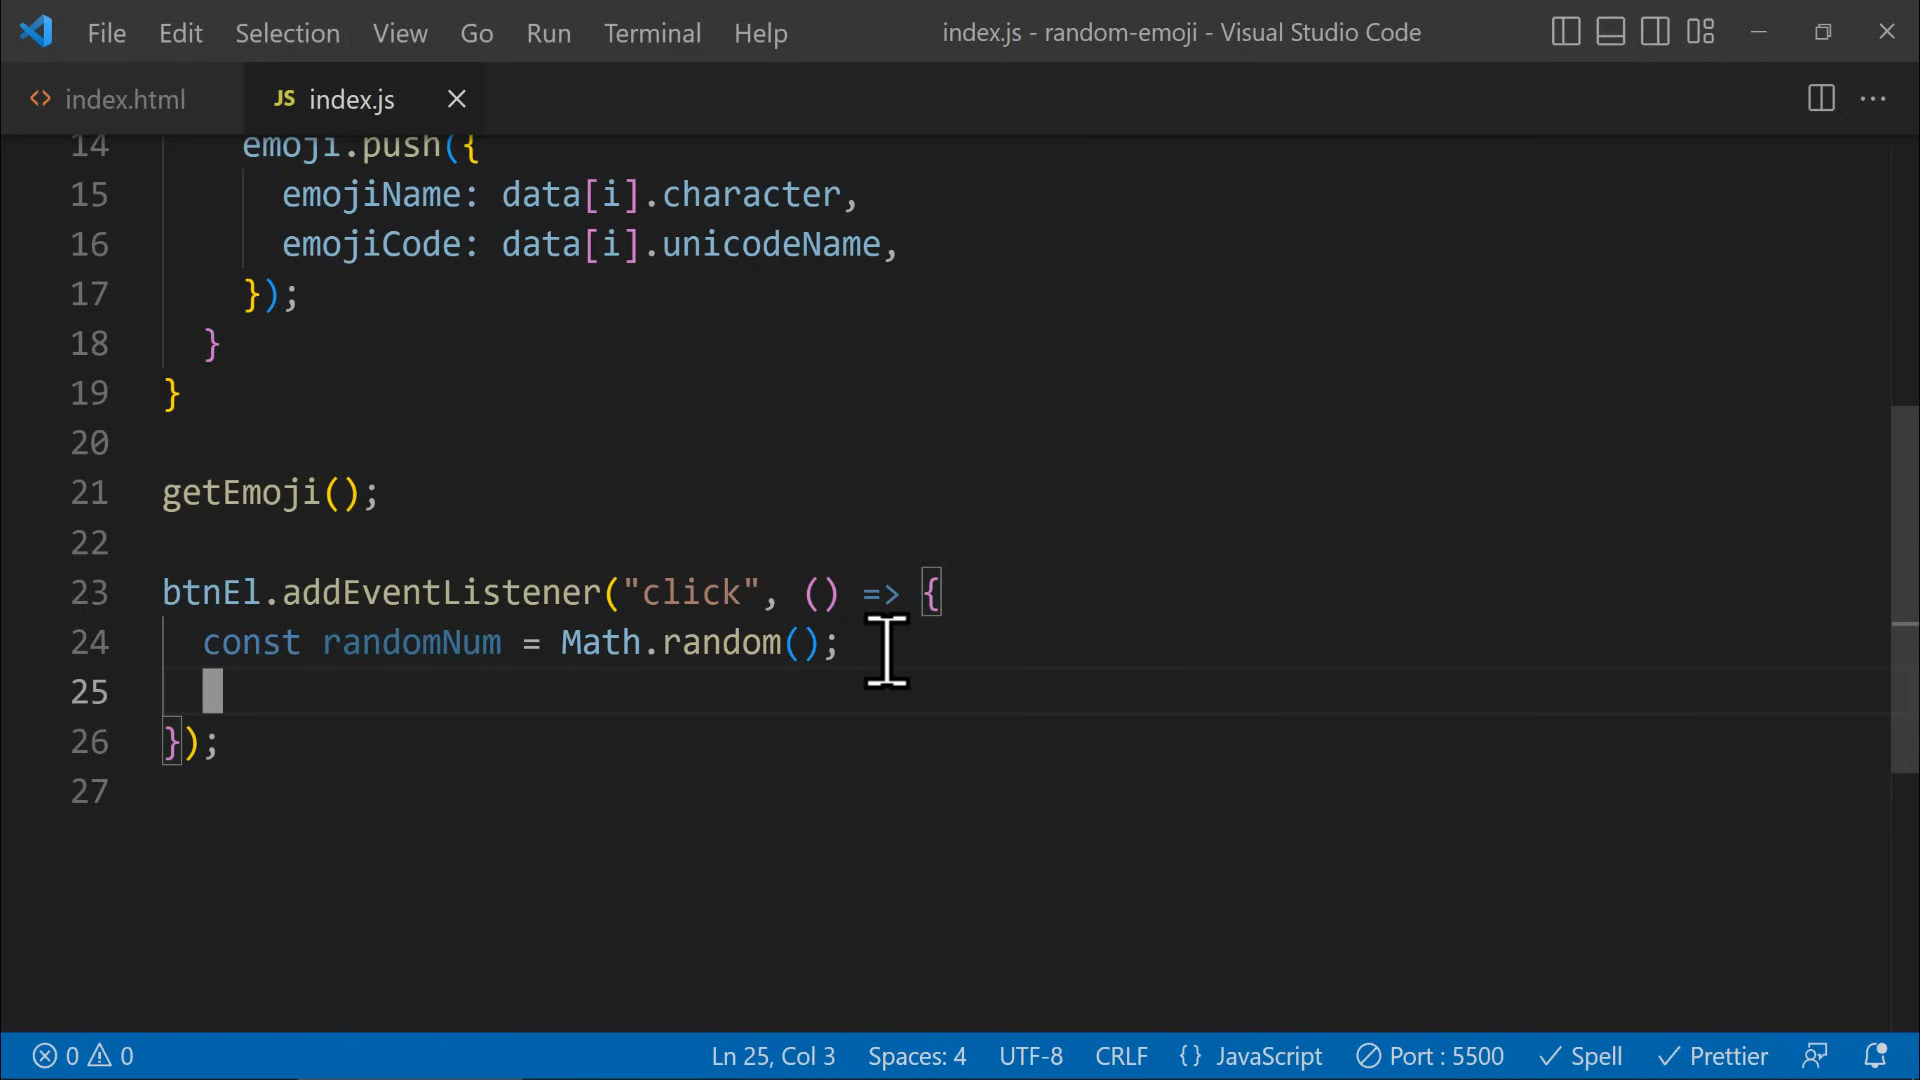 File Edit Selection View Go Run Terminal Help index.js - random-emoji - Visual Studio Code
index.html JS index.js
14 emoji.push({
15 emojiName: data[i].character,
16 emojiCode: data[i].unicodeName,
17 });
18 }
19 }
20
21 getEmoji();
22
23 btnEl.addEventListener("click", () => {
24 const randomNum = Math.random();
25
26 });
27
0 0 Ln 25, Col 3 Spaces: 4 UTF-8 CRLF {} JavaScript Port : 5500 Spell Prettier